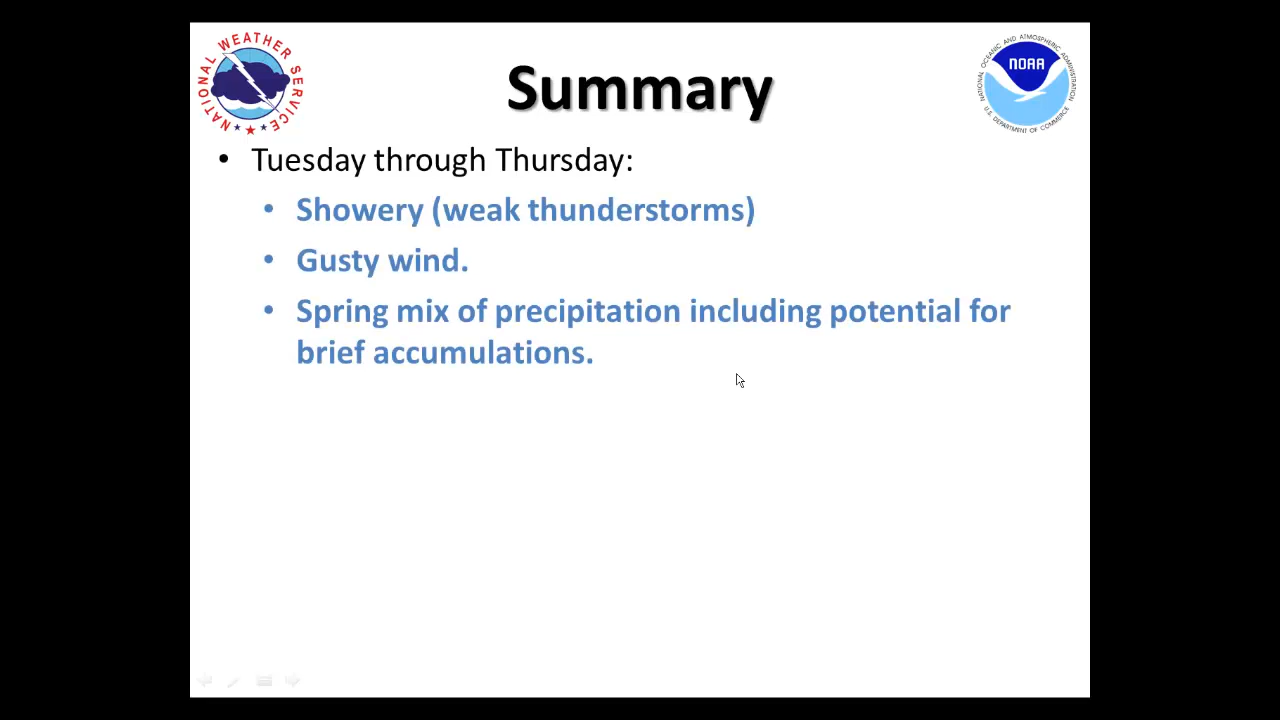 NATIONAL WEATHER SERVICE
Summary
NATIONAL OCEANIC AND ATMOSPHERIC ADMINISTRATION
NOAA
U.S. DEPARTMENT OF COMMERCE
• Tuesday through Thursday:
• Showery (weak thunderstorms)
• Gusty wind.
• Spring mix of precipitation including potential for
brief accumulations.